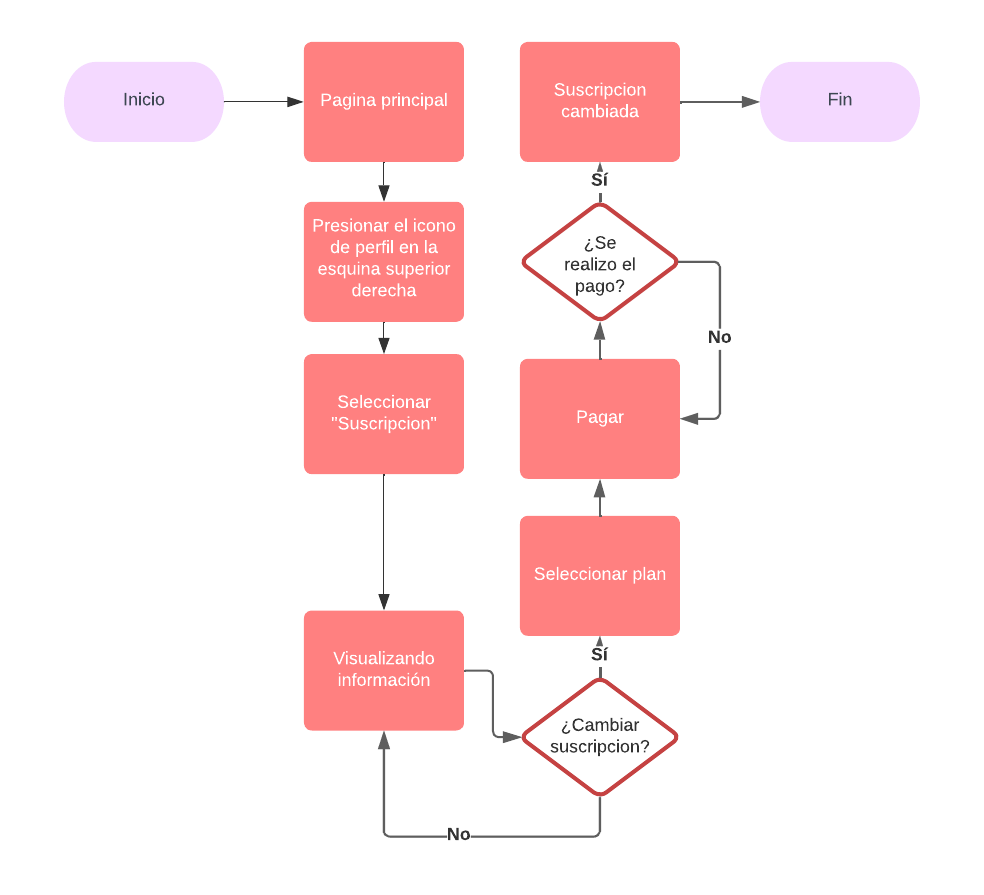 Inicio
Pagina principal
Presionar el icono
de perfil en la
esquina superior
derecha
Seleccionar
"Suscripcion"
Visualizando
información
¿Cambiar
suscripcion?
No
Sí
Seleccionar plan
Pagar
¿Se
realizo el
pago?
No
Sí
Suscripcion
cambiada
Fin